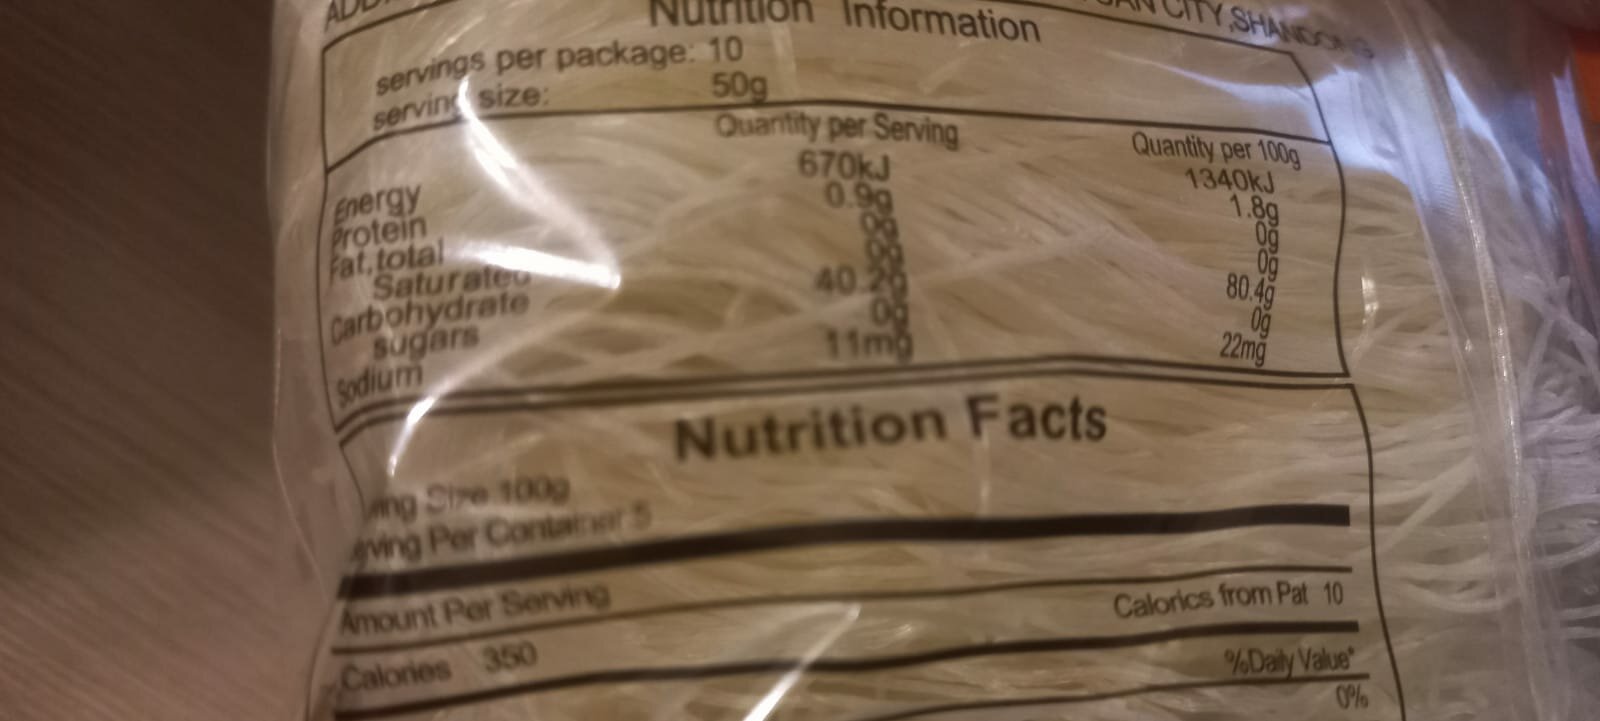 CITY,SHANDONG
Nutrition Information
servings per package: 10
serving size: 50g
Quantity per Serving Quantity per 100g
Energy 670kJ 1340kJ
Protein 0.9g 1.8g
Fat,total 0g 0g
Saturated 0g 0g
Carbohydrate 40.2g 80.4g
sugars 0g 0g
Sodium 11mg 22mg
Nutrition Facts
Size 100g
Per Container 5
Amount Per Serving
Calories 350 Calorics from Pat 10
%Daily Value*
0%